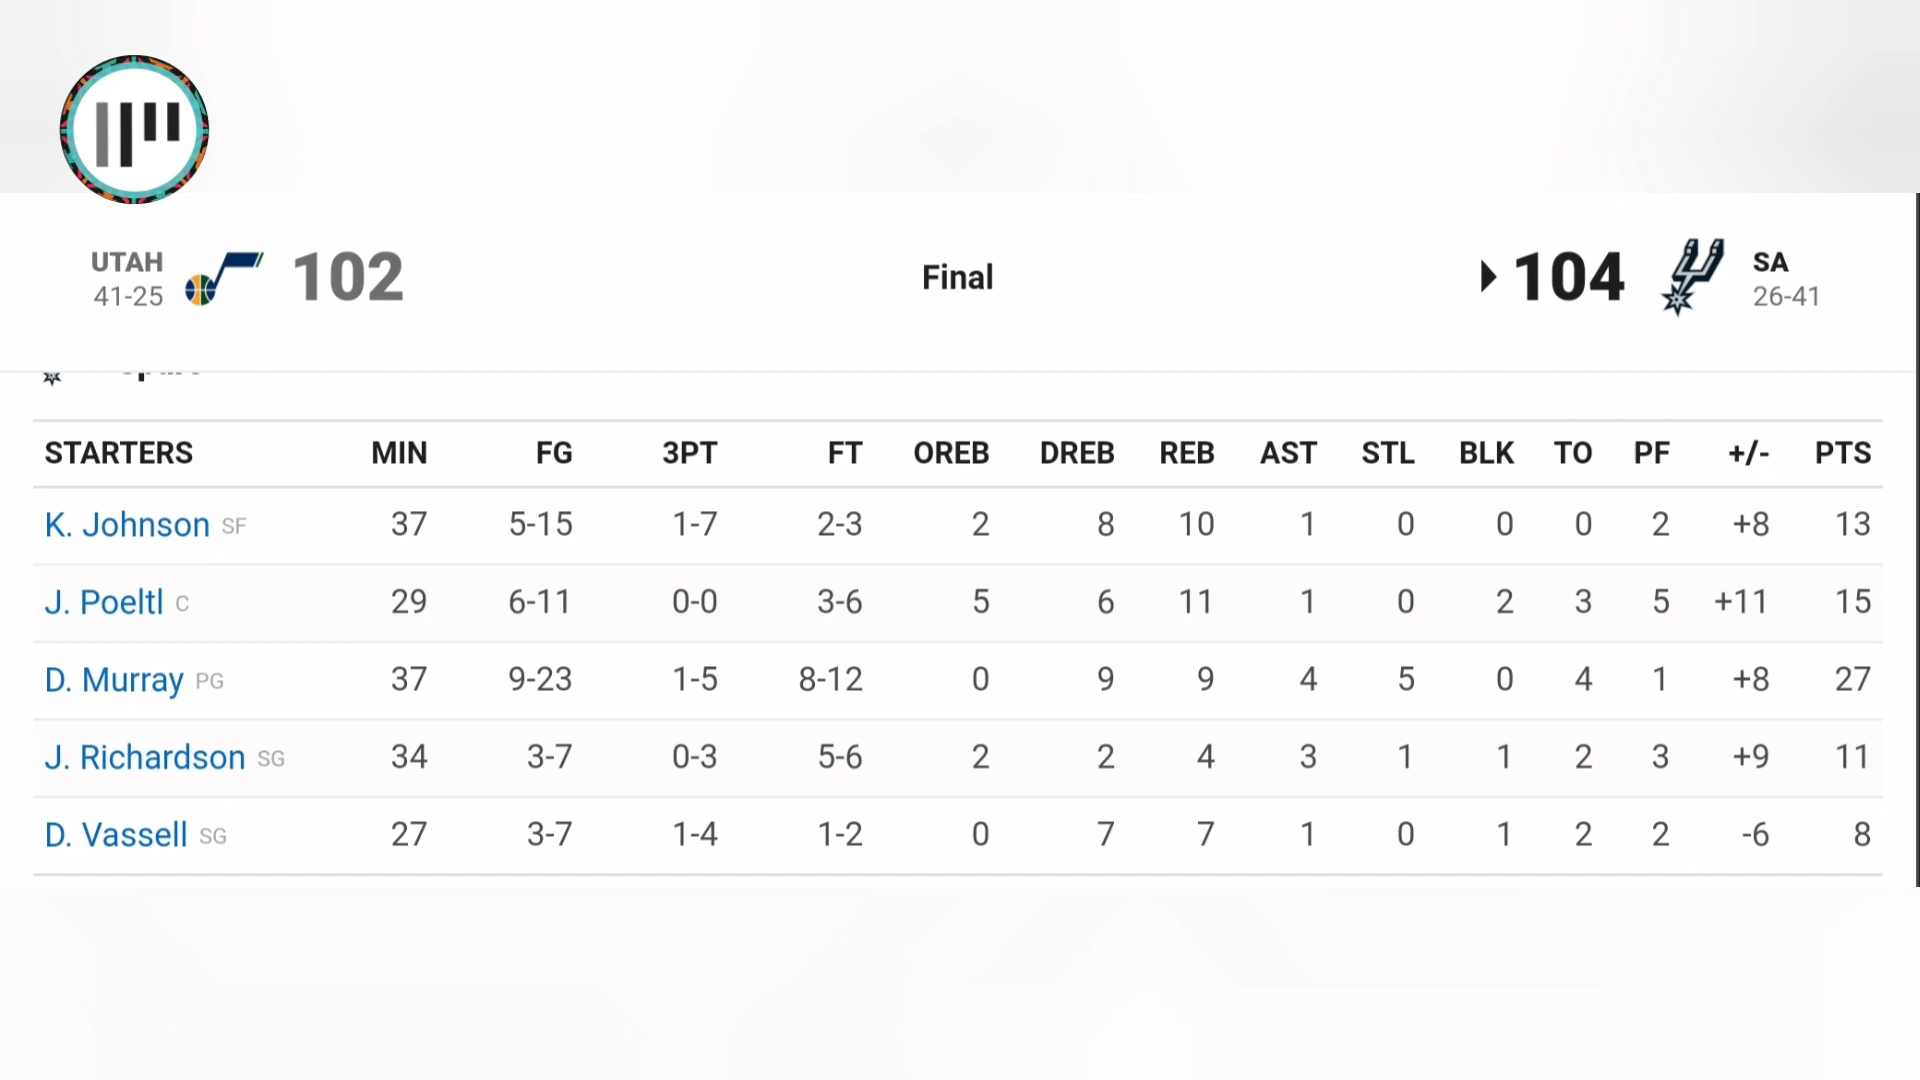 UTAH 102 Final 104 SA
41-25 26-41
STARTERS MIN FG 3PT FT OREB DREB REB AST STL BLK TO PF +/- PTS
K. Johnson SF 37 5-15 1-7 2-3 2 8 10 1 0 0 0 2 +8 13
J. Poeltl C 29 6-11 0-0 3-6 5 6 11 1 0 2 3 5 +11 15
D. Murray PG 37 9-23 1-5 8-12 0 9 9 4 5 0 4 1 +8 27
J. Richardson SG 34 3-7 0-3 5-6 2 2 4 3 1 1 2 3 +9 11
D. Vassell SG 27 3-7 1-4 1-2 0 7 7 1 0 1 2 2 -6 8